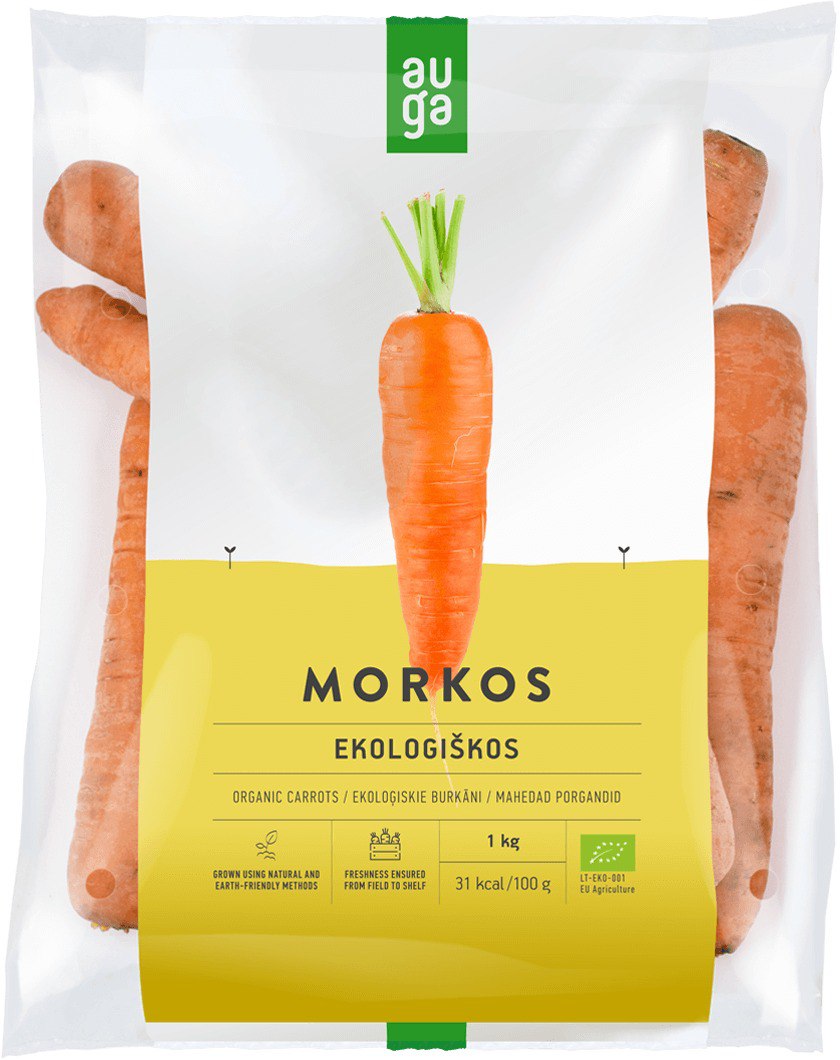 au
ga
MORKOS
EKOLOGIŠKOS
ORGANIC CARROTS / EKOLOĢISKIE BURKĀNI / MAHEDAD PORGANDID
GROWN USING NATURAL AND
EARTH-FRIENDLY METHODS
FRESHNESS ENSURED
FROM FIELD TO SHELF
1 kg
31 kcal/100 g
LT-EKO-001
EU Agriculture